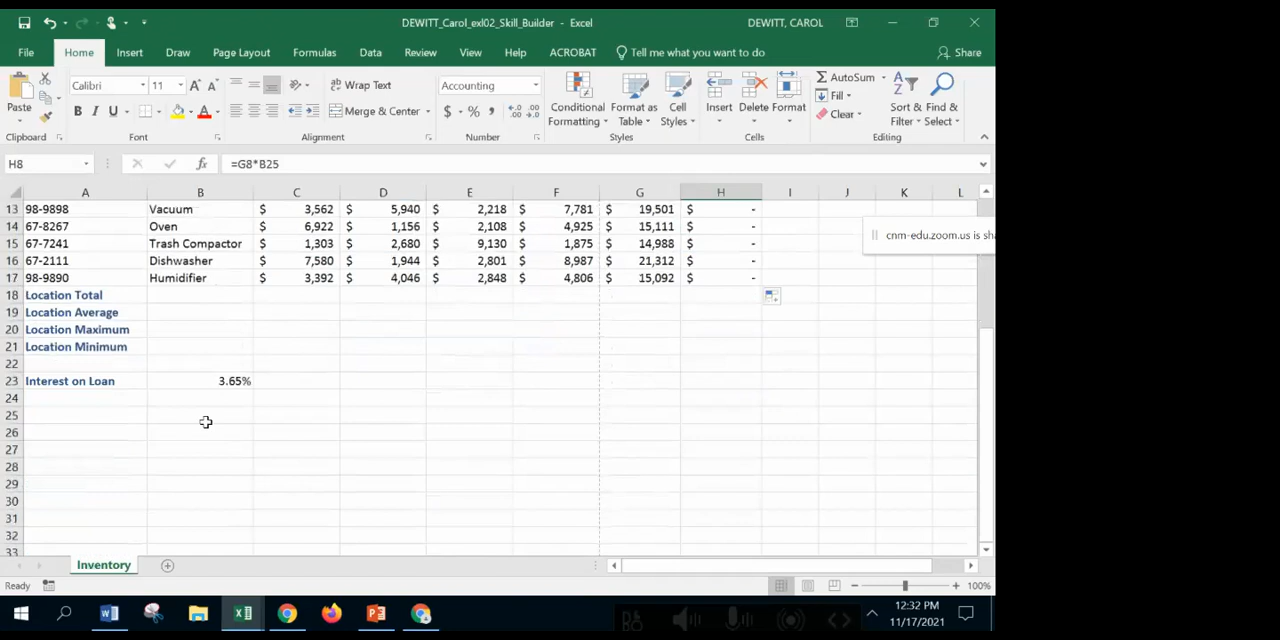 DEWITT_Carol_exl02_Skill_Builder - Excel
DEWITT, CAROL
File Home Insert Draw Page Layout Formulas Data Review View Help ACROBAT Tell me what you want to do Share
Paste
Clipboard
Calibri 11
B I U
Font
Wrap Text
Merge & Center
Alignment
Accounting
$ % ,
Number
Conditional Formatting
Format as Table
Cell Styles
Styles
Insert Delete Format
Cells
AutoSum
Fill
Clear
Sort & Filter
Find & Select
Editing
H8 fx =G8*B25
A B C D E F G H I J K L
13 98-9898 Vacuum $ 3,562 $ 5,940 $ 2,218 $ 7,781 $ 19,501 $ -
14 67-8267 Oven $ 6,922 $ 1,156 $ 2,108 $ 4,925 $ 15,111 $ -
15 67-7241 Trash Compactor $ 1,303 $ 2,680 $ 9,130 $ 1,875 $ 14,988 $ -
16 67-2111 Dishwasher $ 7,580 $ 1,944 $ 2,801 $ 8,987 $ 21,312 $ -
17 98-9890 Humidifier $ 3,392 $ 4,046 $ 2,848 $ 4,806 $ 15,092 $ -
18 Location Total
19 Location Average
20 Location Maximum
21 Location Minimum
22
23 Interest on Loan 3.65%
24
25
26
27
28
29
30
31
32
33
cnm-edu.zoom.us is sha
Inventory
Ready
100%
12:32 PM
11/17/2021